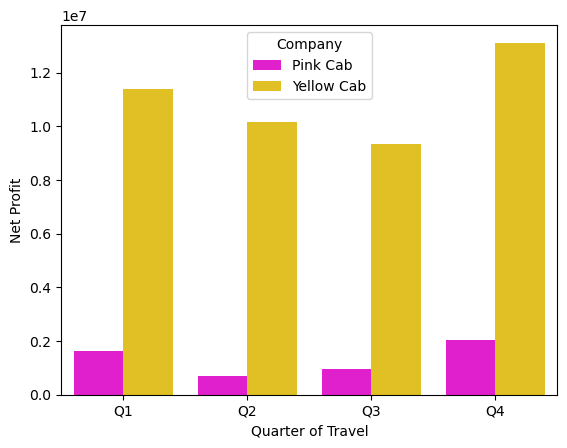 1e7
Company
Pink Cab
Yellow Cab
1.2
1.0
0.8
0.6
0.4
0.2
0.0
Net Profit
Q1 Q2 Q3 Q4
Quarter of Travel